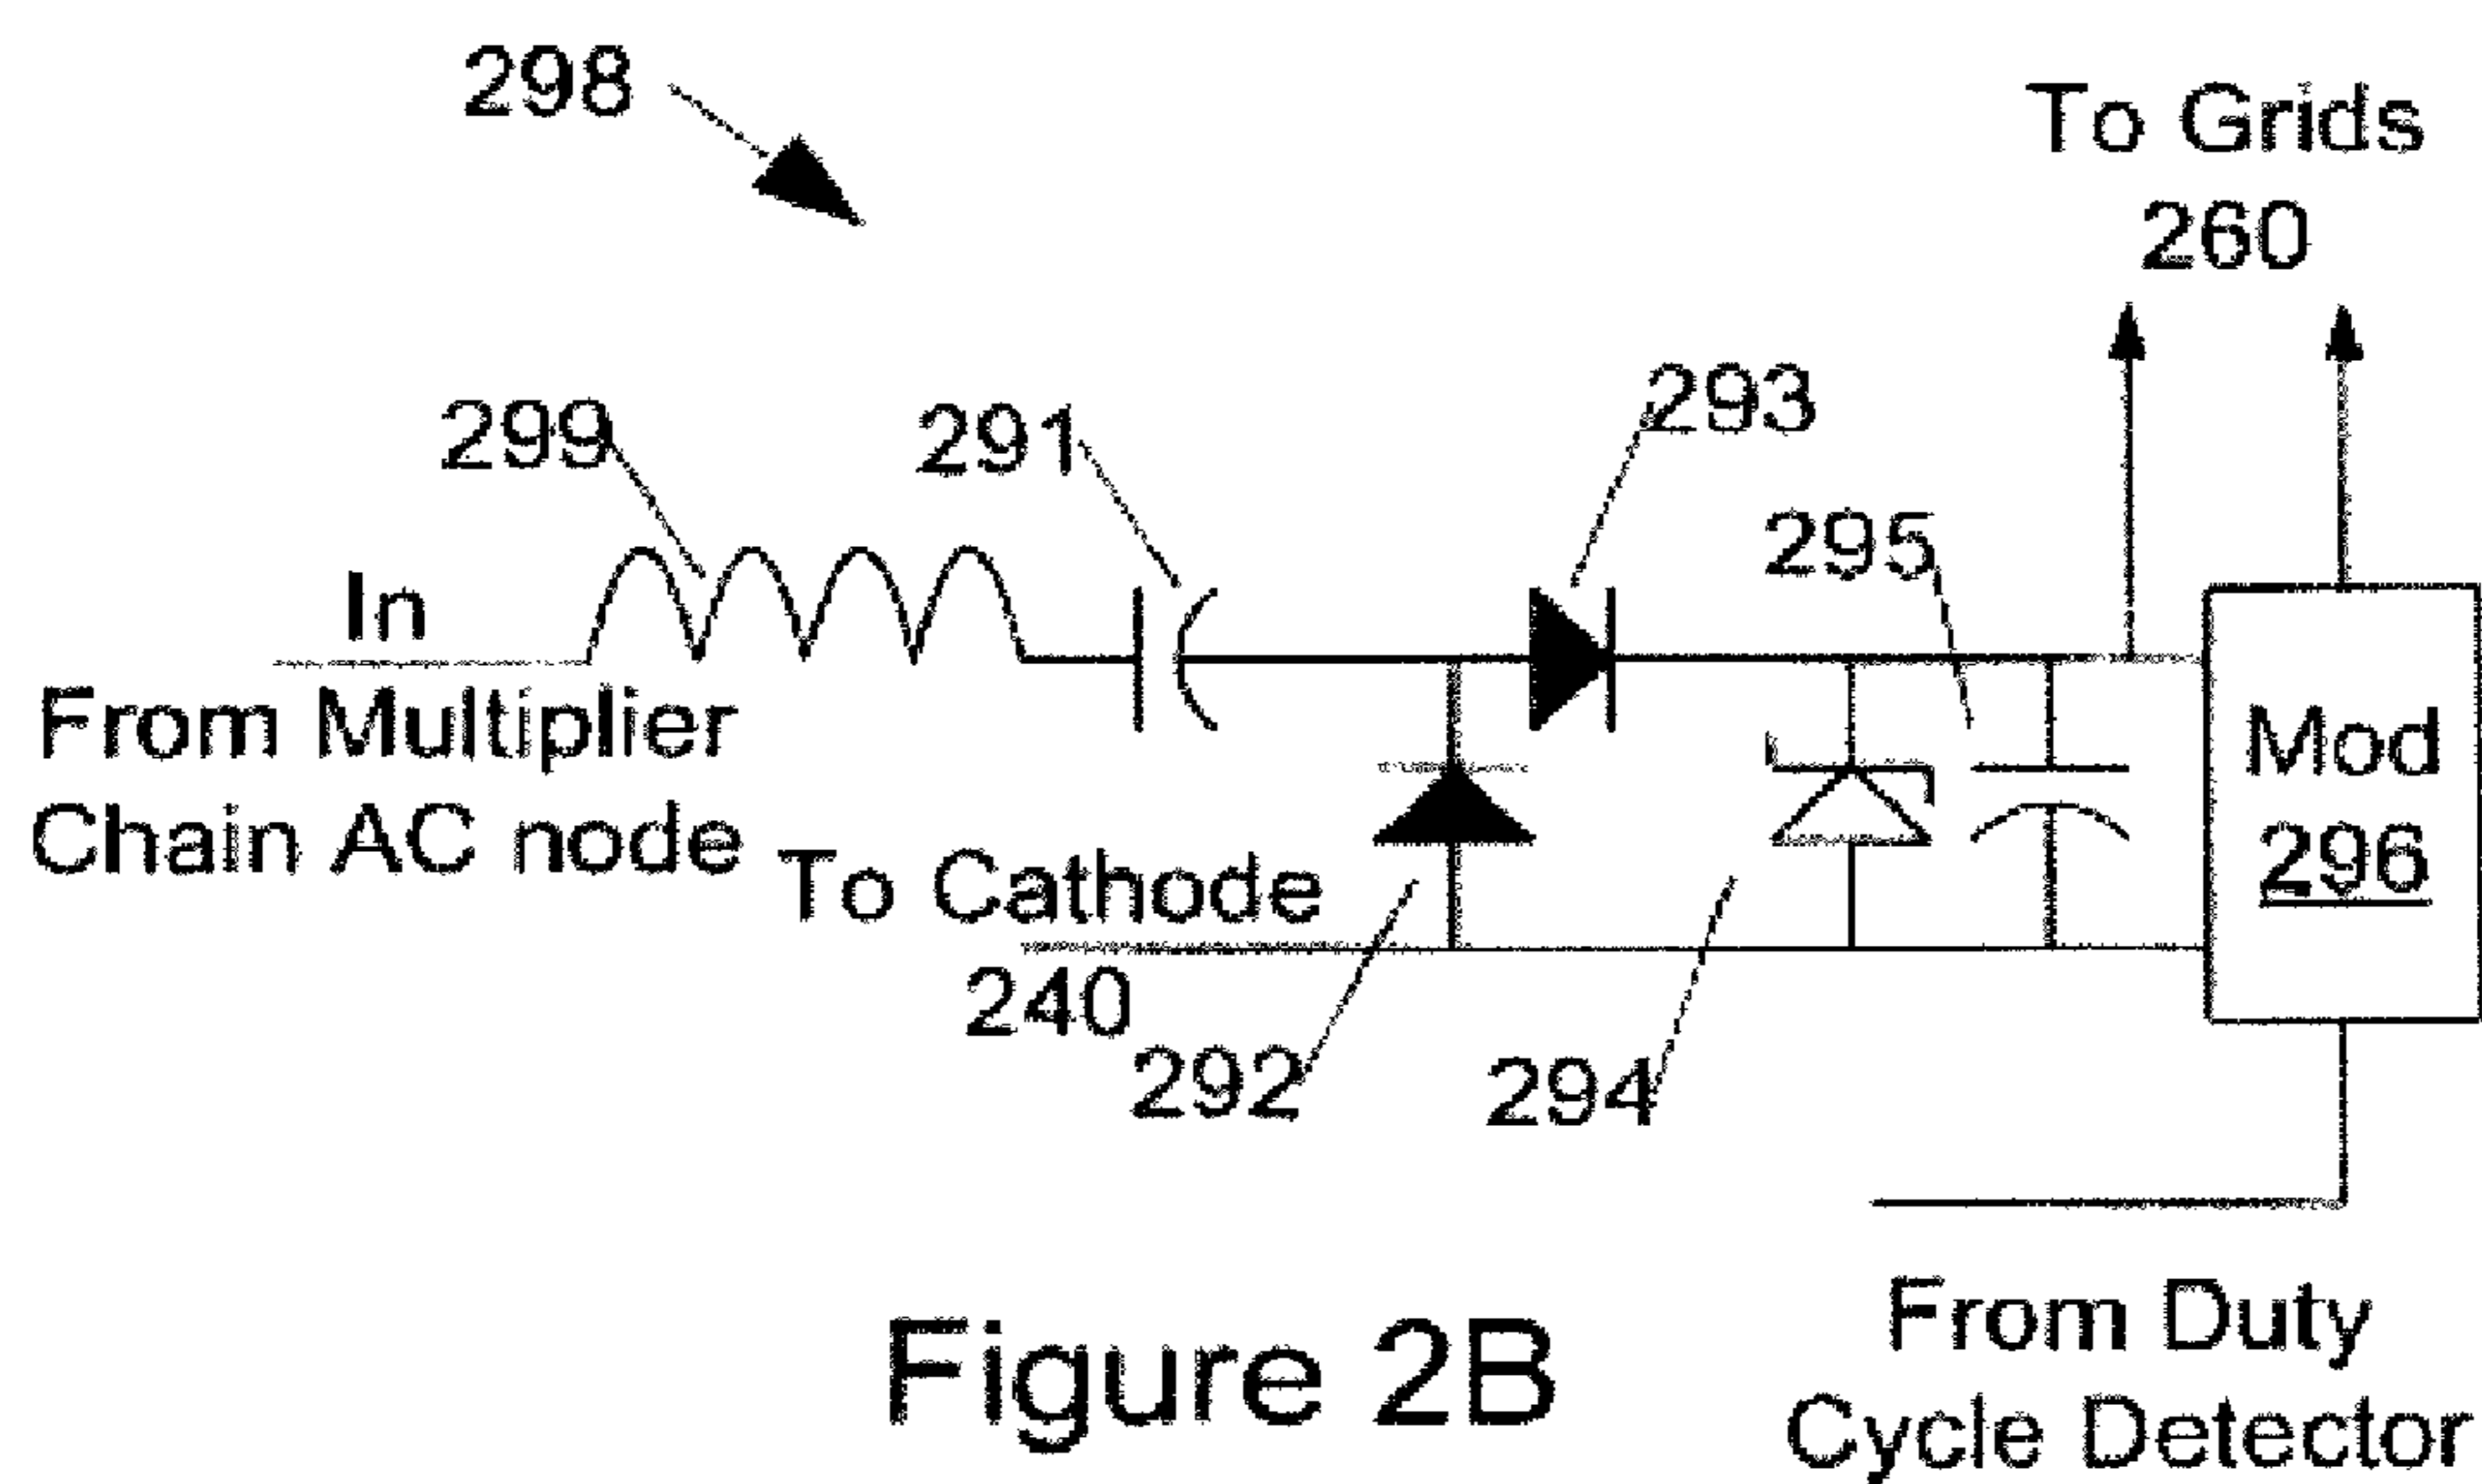 298
To Grids
260
299
291
293
295
In
From Multiplier
Chain AC node
Mod
296
To Cathode
240
292
294
From Duty
Cycle Detector
Figure 2B